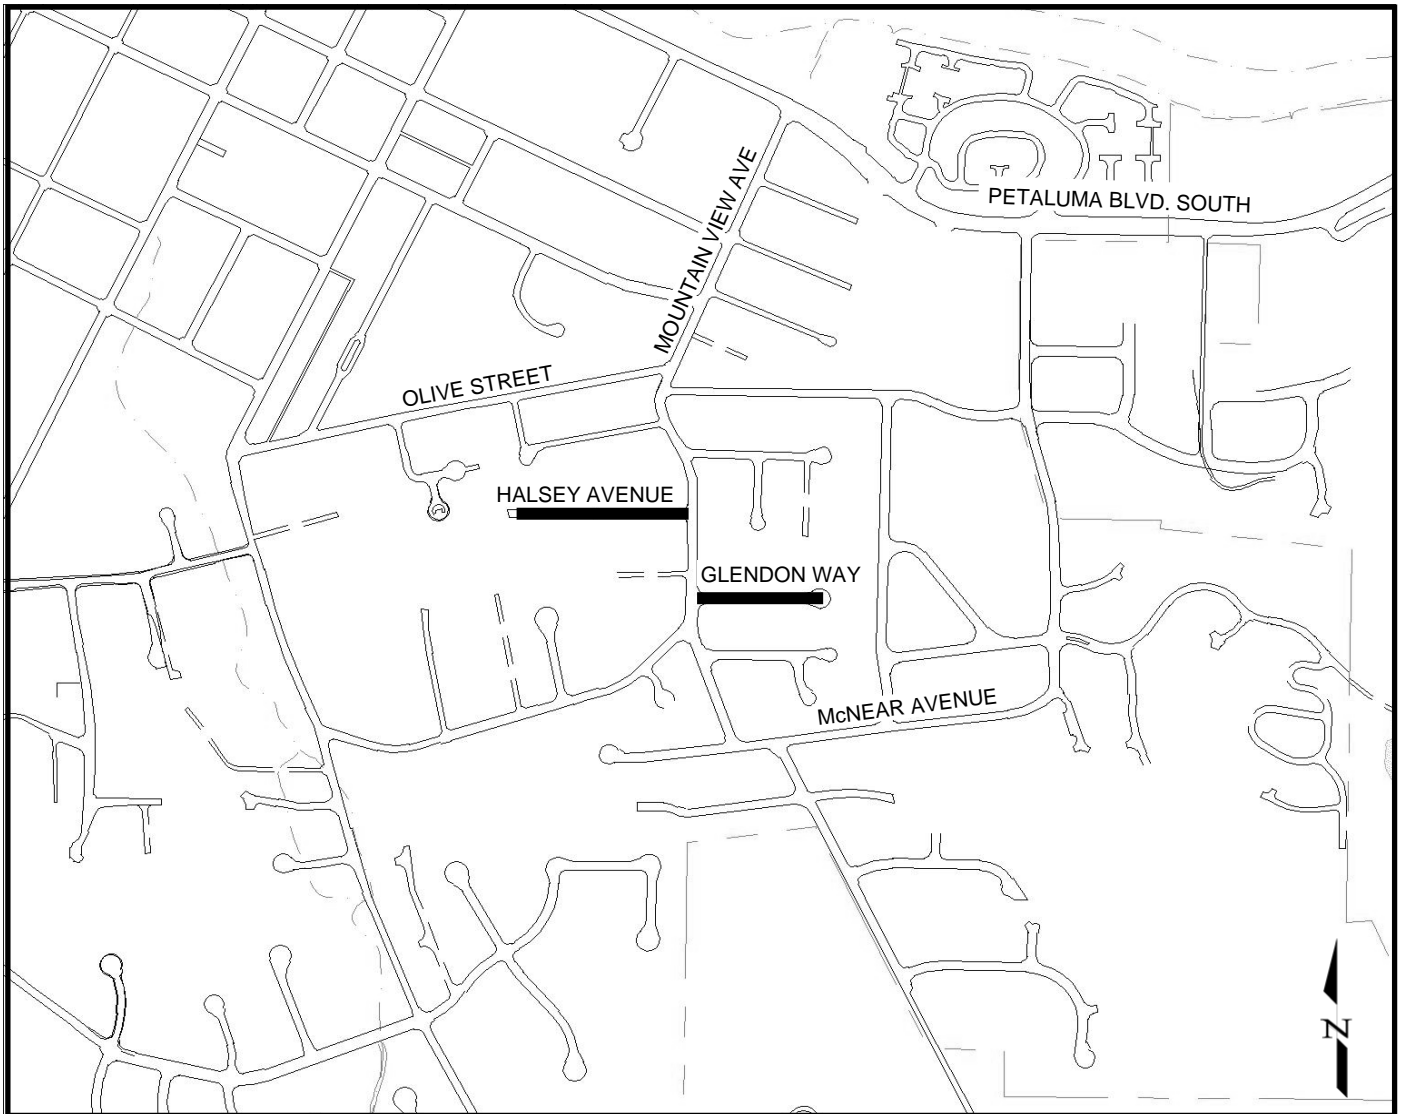 PETALUMA BLVD. SOUTH
MOUNTAIN VIEW AVE
OLIVE STREET
HALSEY AVENUE
GLENDON WAY
McNEAR AVENUE
N